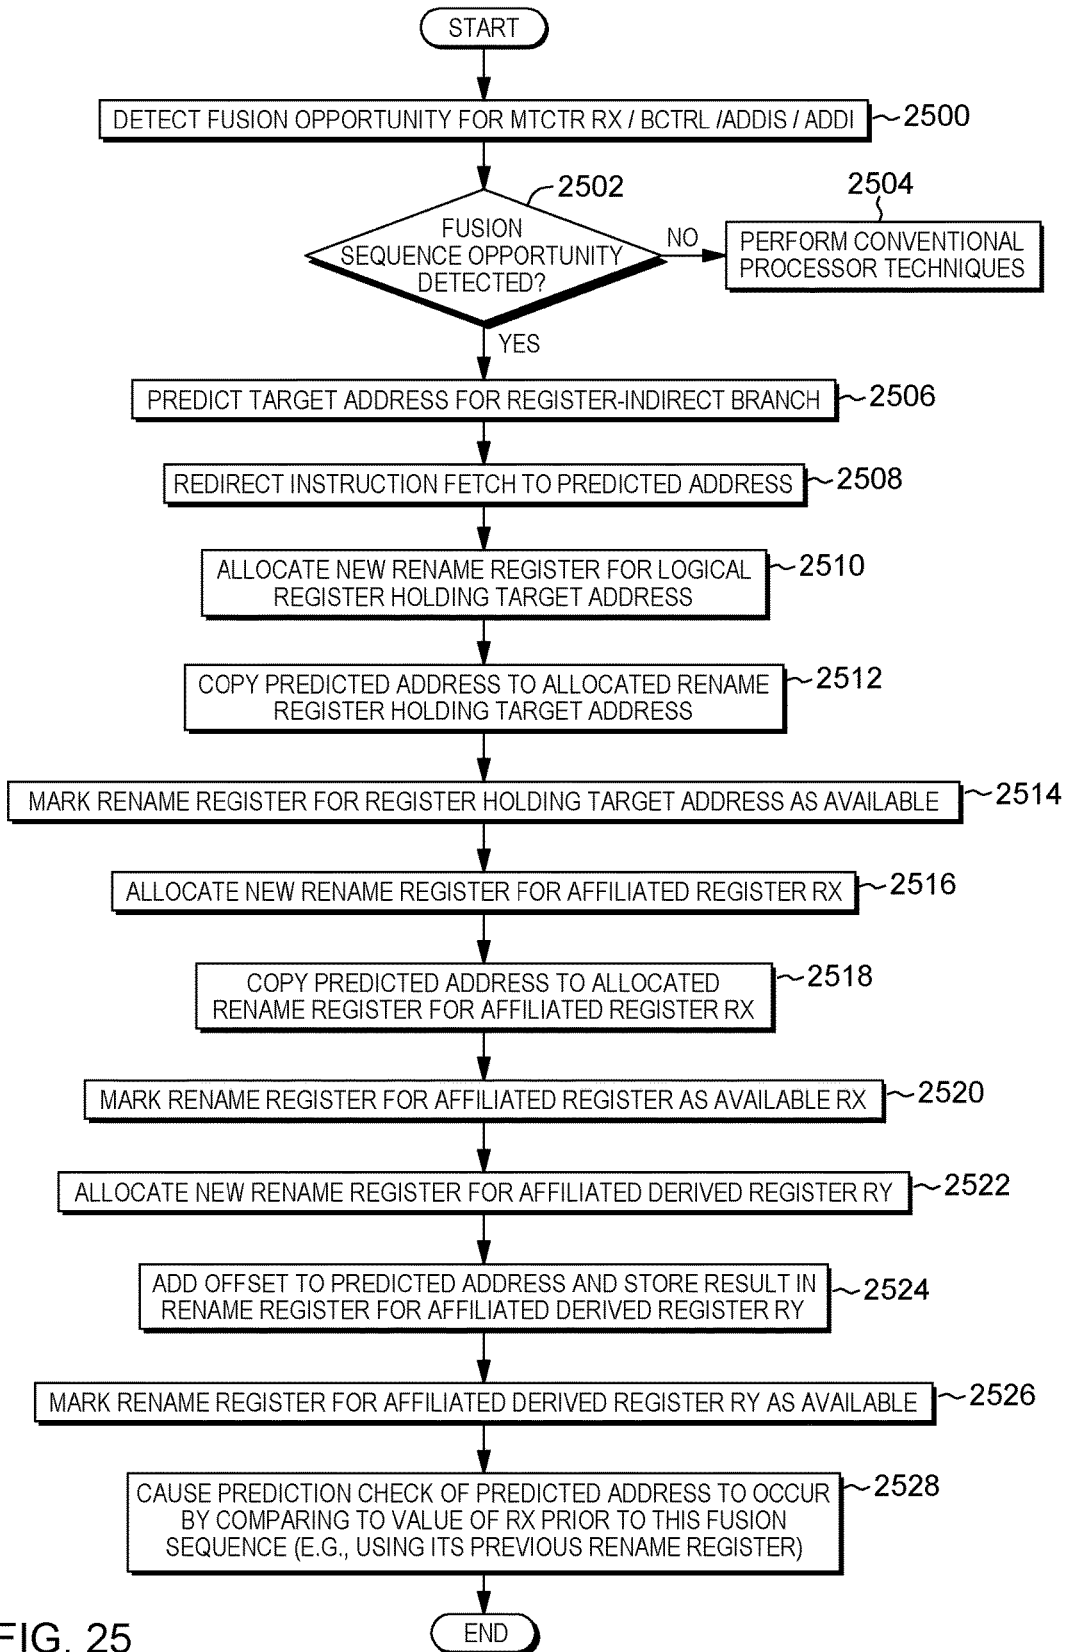 START
DETECT FUSION OPPORTUNITY FOR MTCTR RX / BCTRL /ADDIS / ADDI
2500
2502
FUSION
SEQUENCE OPPORTUNITY
DETECTED?
NO
2504
PERFORM CONVENTIONAL
PROCESSOR TECHNIQUES
YES
PREDICT TARGET ADDRESS FOR REGISTER-INDIRECT BRANCH
2506
REDIRECT INSTRUCTION FETCH TO PREDICTED ADDRESS
2508
ALLOCATE NEW RENAME REGISTER FOR LOGICAL
REGISTER HOLDING TARGET ADDRESS
2510
COPY PREDICTED ADDRESS TO ALLOCATED RENAME
REGISTER HOLDING TARGET ADDRESS
2512
MARK RENAME REGISTER FOR REGISTER HOLDING TARGET ADDRESS AS AVAILABLE
2514
ALLOCATE NEW RENAME REGISTER FOR AFFILIATED REGISTER RX
2516
COPY PREDICTED ADDRESS TO ALLOCATED
RENAME REGISTER FOR AFFILIATED REGISTER RX
2518
MARK RENAME REGISTER FOR AFFILIATED REGISTER AS AVAILABLE RX
2520
ALLOCATE NEW RENAME REGISTER FOR AFFILIATED DERIVED REGISTER RY
2522
ADD OFFSET TO PREDICTED ADDRESS AND STORE RESULT IN
RENAME REGISTER FOR AFFILIATED DERIVED REGISTER RY
2524
MARK RENAME REGISTER FOR AFFILIATED DERIVED REGISTER RY AS AVAILABLE
2526
CAUSE PREDICTION CHECK OF PREDICTED ADDRESS TO OCCUR
BY COMPARING TO VALUE OF RX PRIOR TO THIS FUSION
SEQUENCE (E.G., USING ITS PREVIOUS RENAME REGISTER)
2528
END
FIG. 25